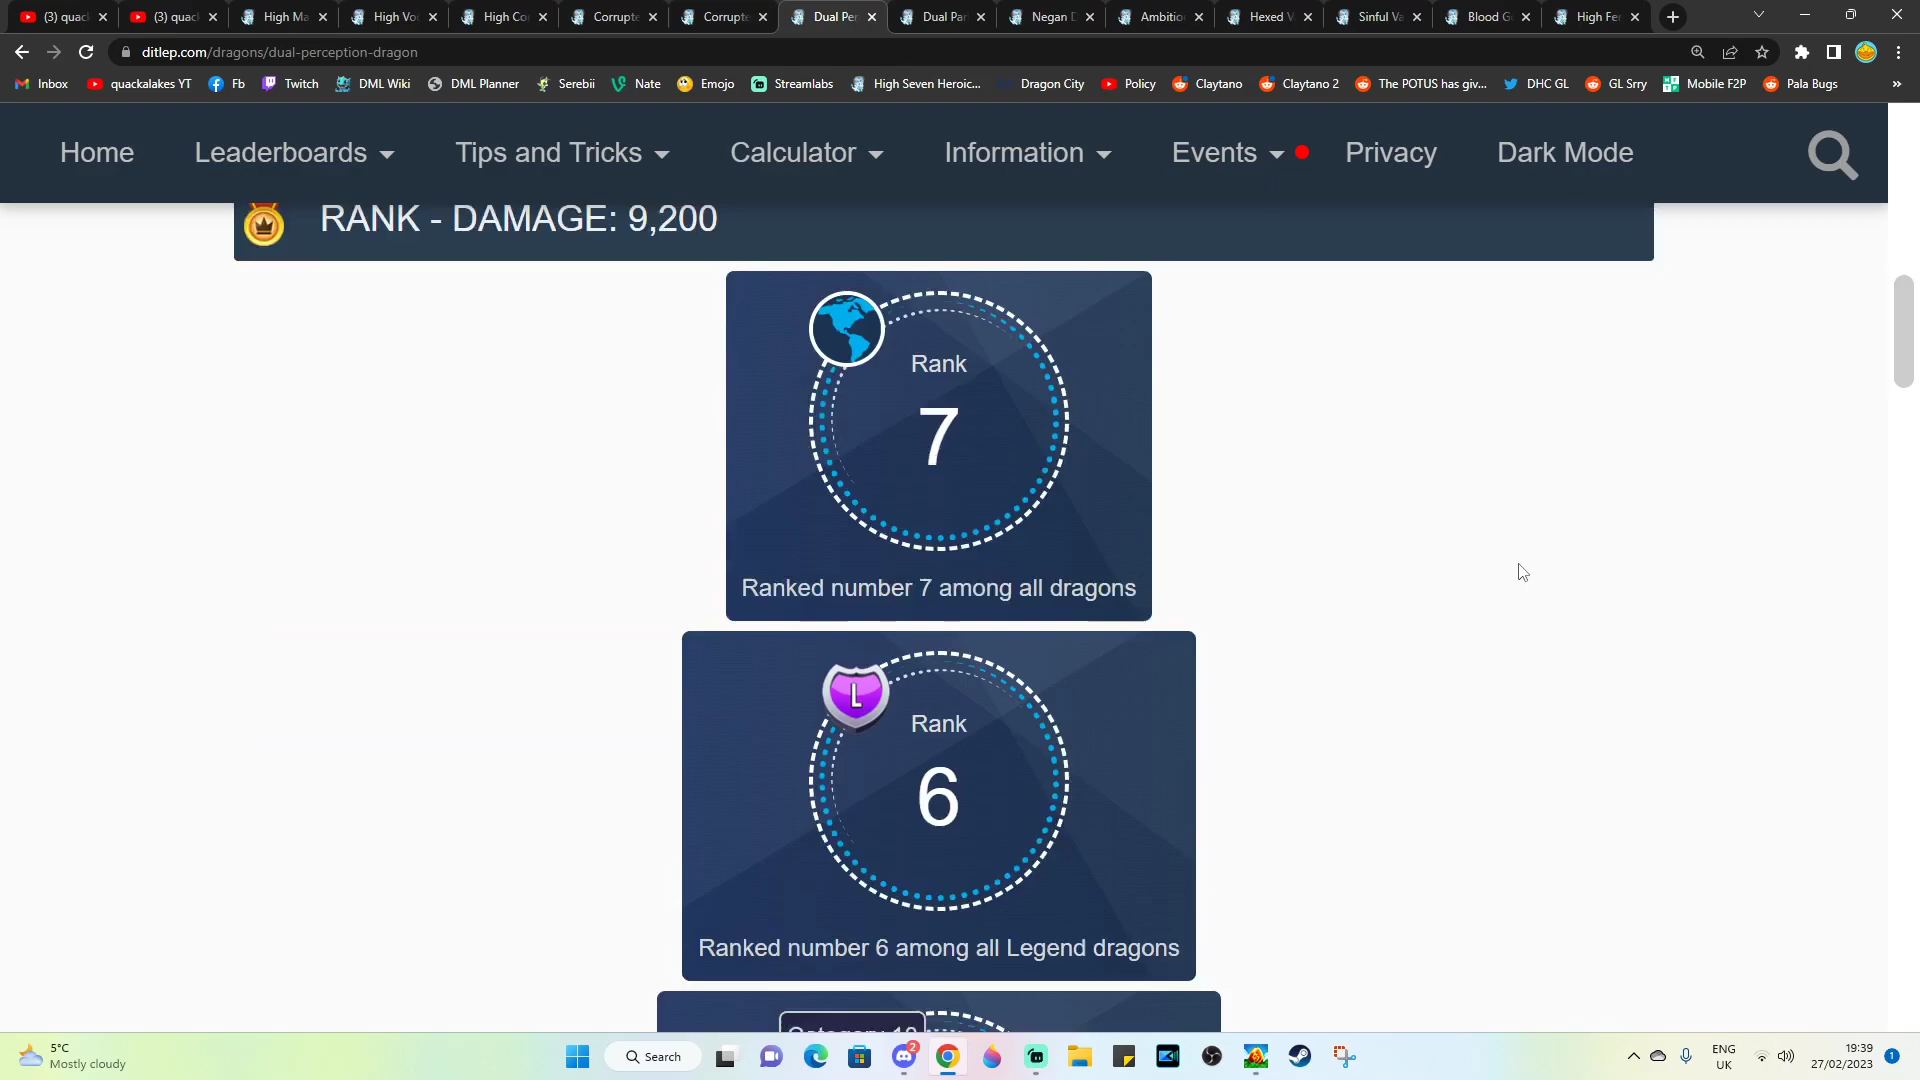 (3) quac
(3) quac
High Ma
High Vo
High Co
Corrupte
Corrupte
Dual Per
Dual Par
Negan D
Ambitio
Hexed V
Sinful Va
Blood G
High Fer
ditlep.com/dragons/dual-perception-dragon
Inbox
quackalakes YT
Fb
Twitch
DML Wiki
DML Planner
Serebii
Nate
Emojo
Streamlabs
High Seven Heroic...
Dragon City
Policy
Claytano
Claytano 2
The POTUS has giv...
DHC GL
GL Srry
Mobile F2P
Pala Bugs
»
Home
Leaderboards
Tips and Tricks
Calculator
Information
Events
Privacy
Dark Mode
RANK - DAMAGE: 9,200
Rank
7
Ranked number 7 among all dragons
L
Rank
6
Ranked number 6 among all Legend dragons
5°C
Mostly cloudy
Search
2
ENG
UK
19:39
27/02/2023
1